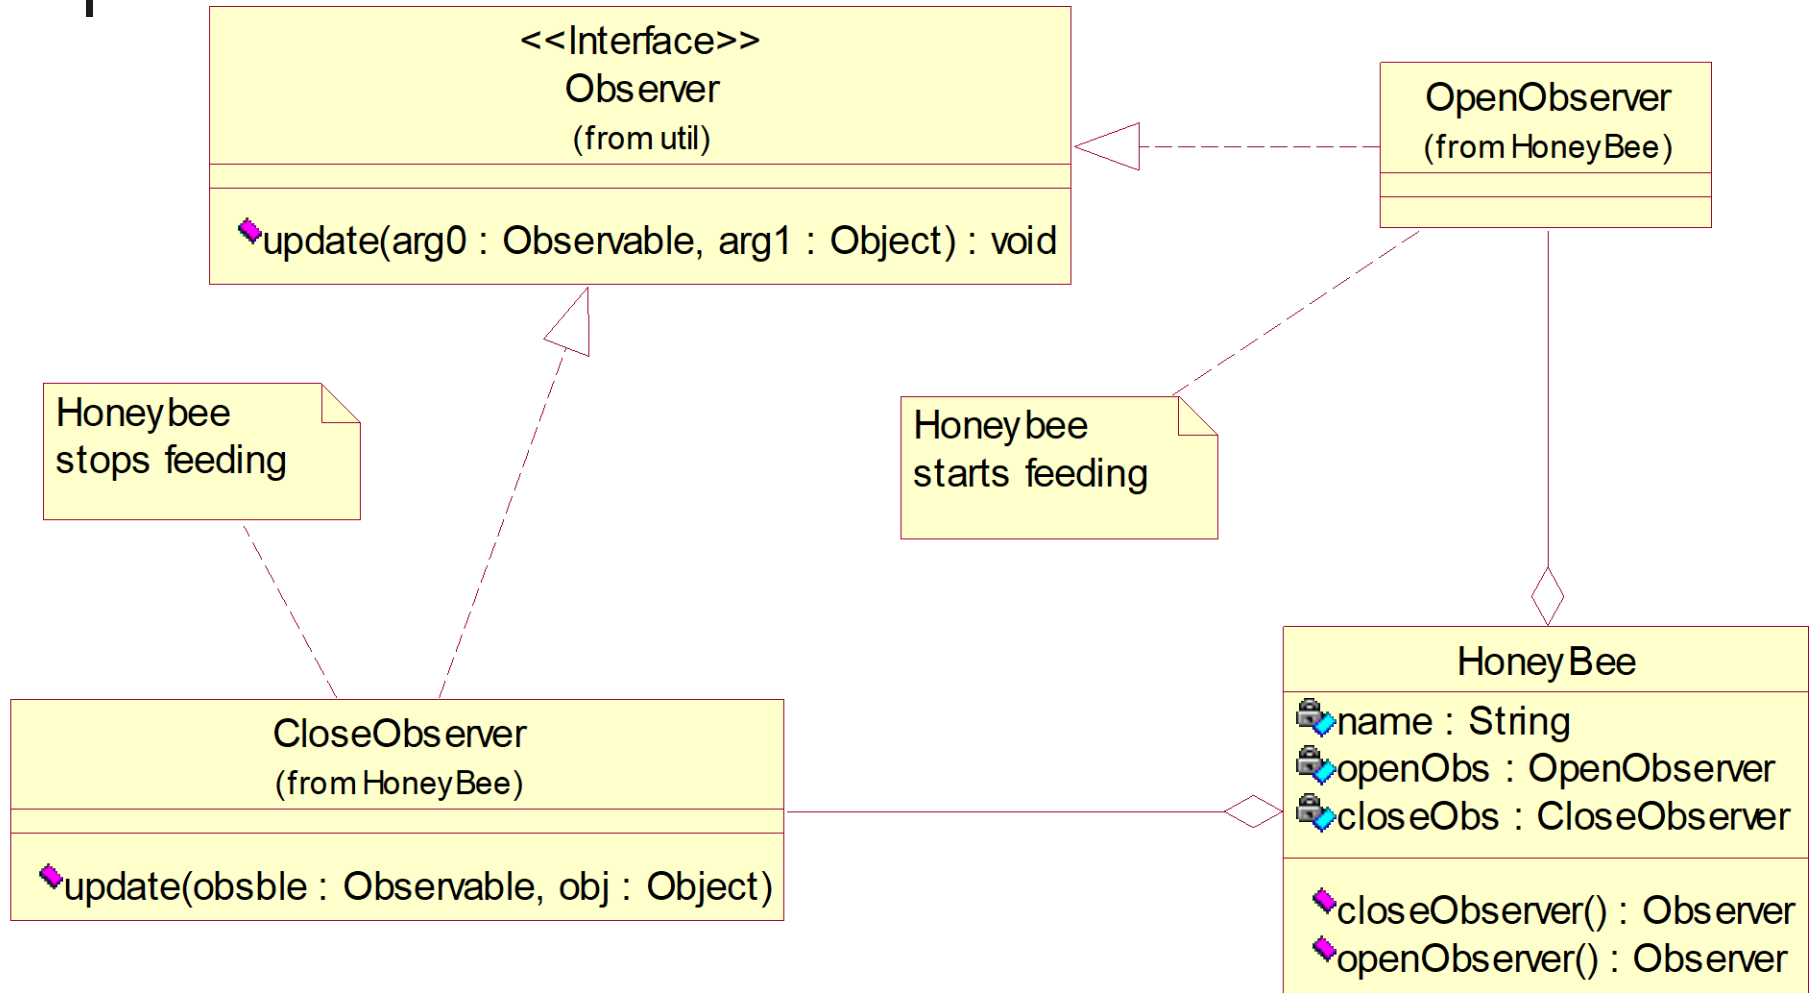 <<Interface>>
Observer
(from util)
update(arg0 : Observable, arg1 : Object) : void
OpenObserver
(from HoneyBee)
Honeybee
stops feeding
Honeybee
starts feeding
CloseObserver
(from HoneyBee)
update(obsble : Observable, obj : Object)
HoneyBee
name : String
openObs : OpenObserver
closeObs : CloseObserver
closeObserver() : Observer
openObserver() : Observer